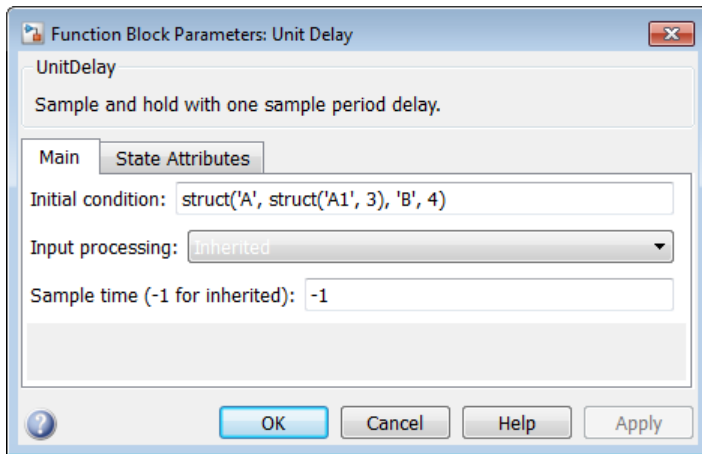 Function Block Parameters: Unit Delay
UnitDelay
Sample and hold with one sample period delay.
Main State Attributes
Initial condition: struct('A', struct('A1', 3), 'B', 4)
Input processing: Inherited
Sample time (-1 for inherited): -1
? OK Cancel Help Apply